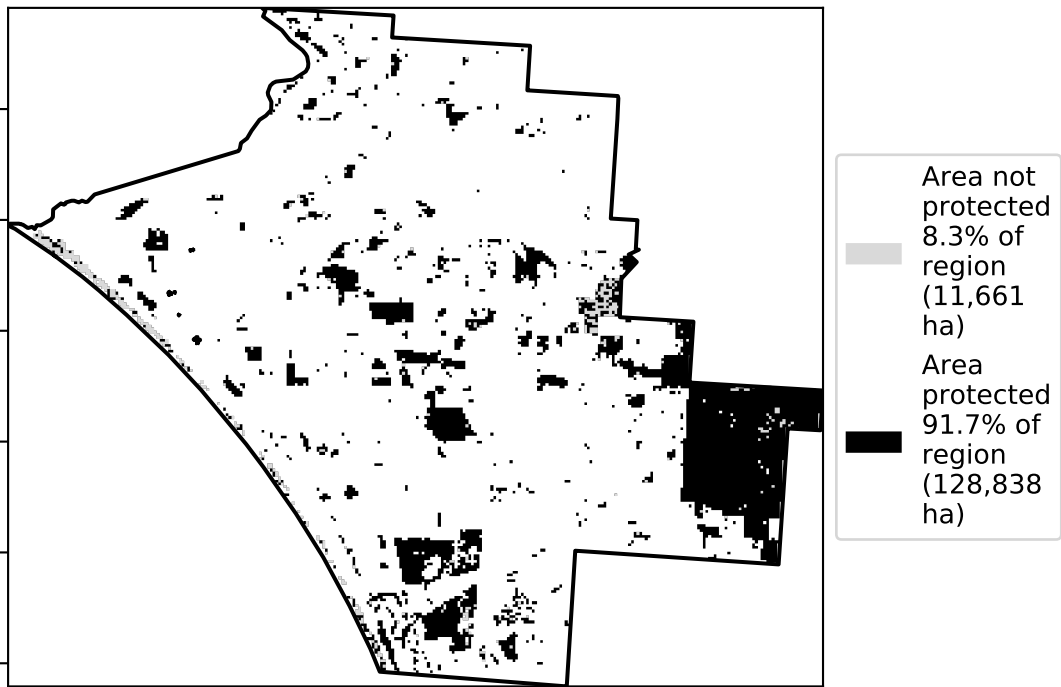 Area not
protected
8.3% of
region
(11,661
ha)
Area
protected
91.7% of
region
(128,838
ha)